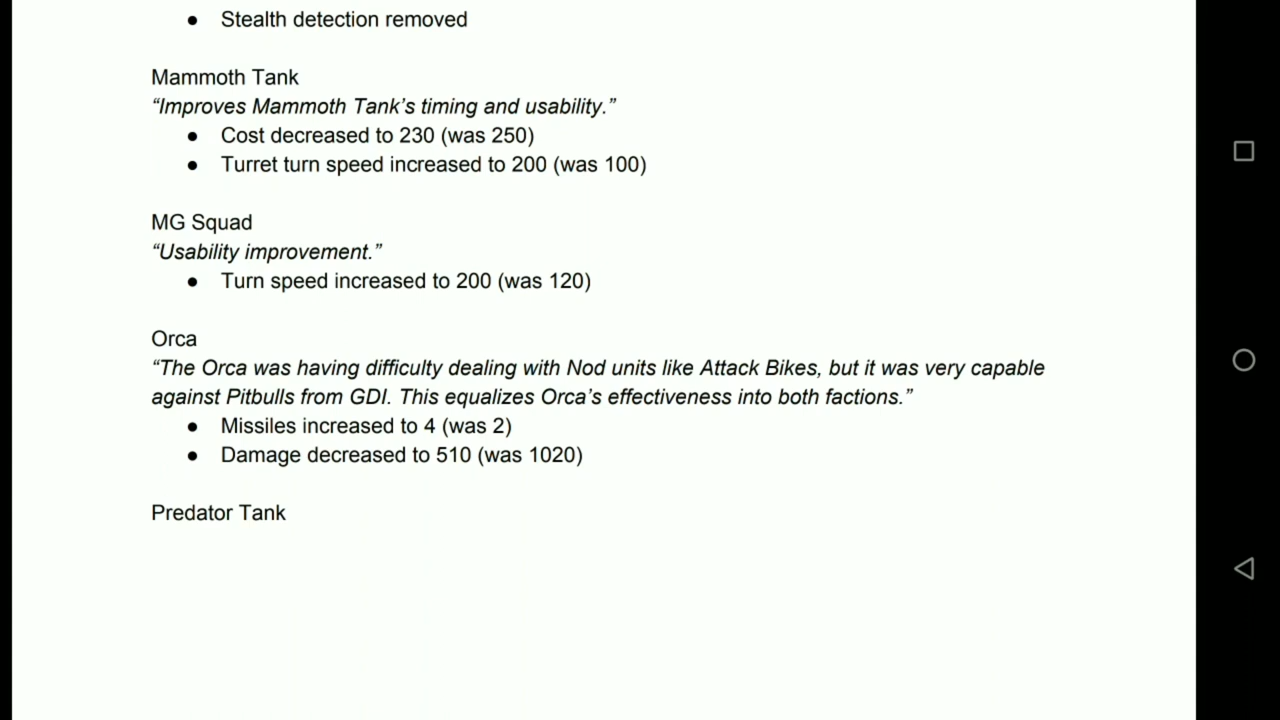 ● Stealth detection removed
Mammoth Tank
“Improves Mammoth Tank’s timing and usability.”
● Cost decreased to 230 (was 250)
● Turret turn speed increased to 200 (was 100)
MG Squad
“Usability improvement.”
● Turn speed increased to 200 (was 120)
Orca
“The Orca was having difficulty dealing with Nod units like Attack Bikes, but it was very capable
against Pitbulls from GDI. This equalizes Orca’s effectiveness into both factions.”
● Missiles increased to 4 (was 2)
● Damage decreased to 510 (was 1020)
Predator Tank